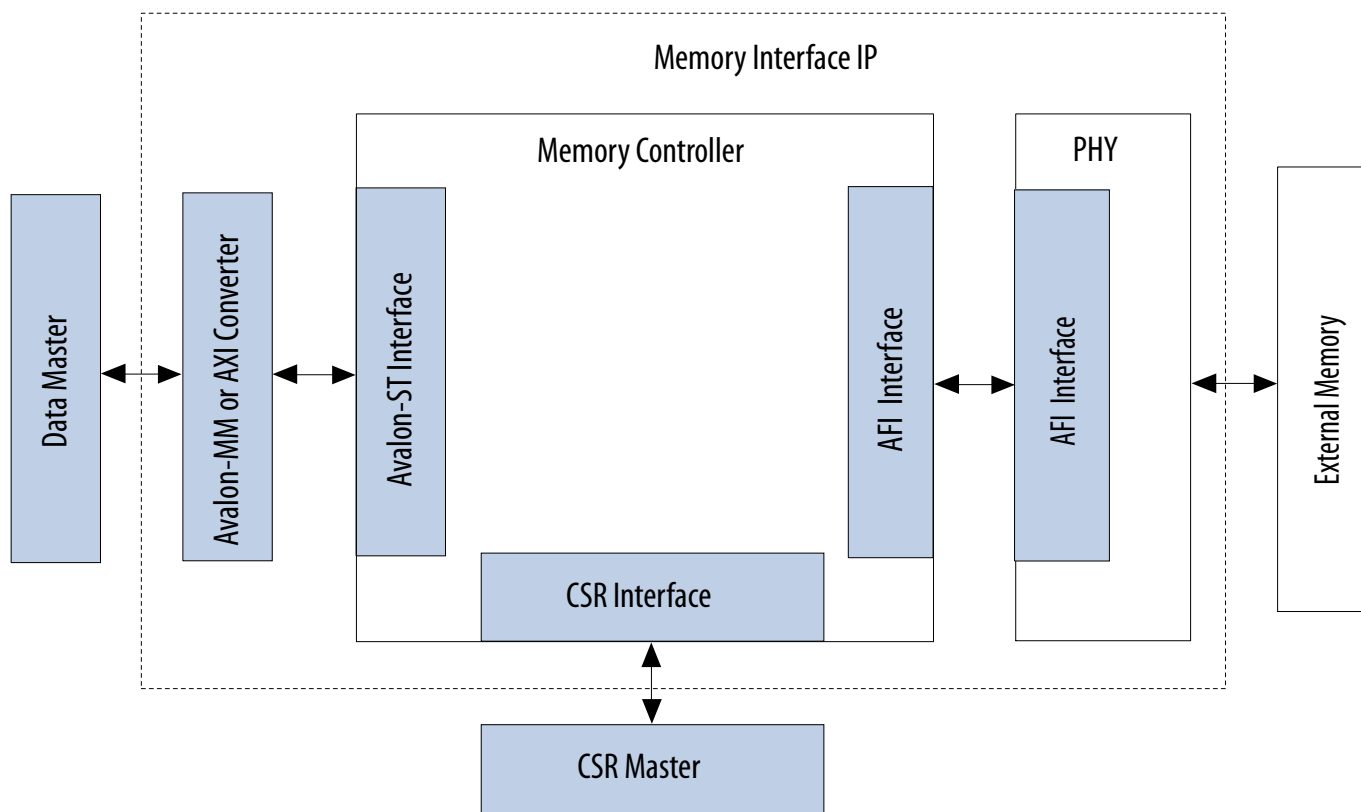 Memory Interface IP
Memory Controller
PHY
Data Master
Avalon-MM or AXI Converter
Avalon-ST Interface
AFI Interface
AFI Interface
External Memory
CSR Interface
CSR Master